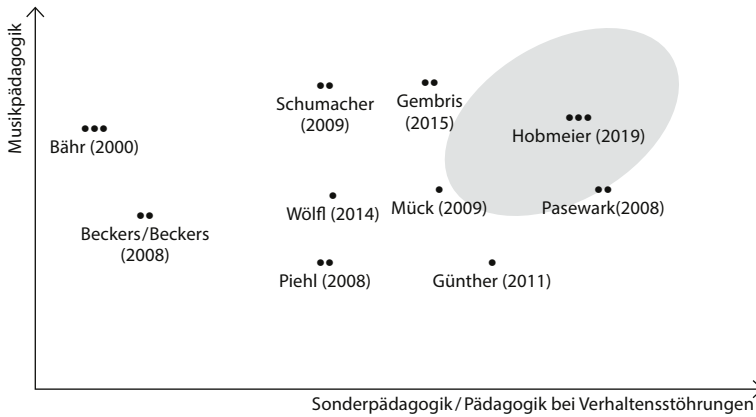 Musikpädagogik
Schumacher
(2009)
Gembris
(2015)
Hobmeier (2019)
Bähr (2000)
Wölfl (2014)
Mück (2009)
Pasewark(2008)
Beckers/Beckers
(2008)
Piehl (2008)
Günther (2011)
Sonderpädagogik/Pädagogik bei Verhaltensstöhrungen